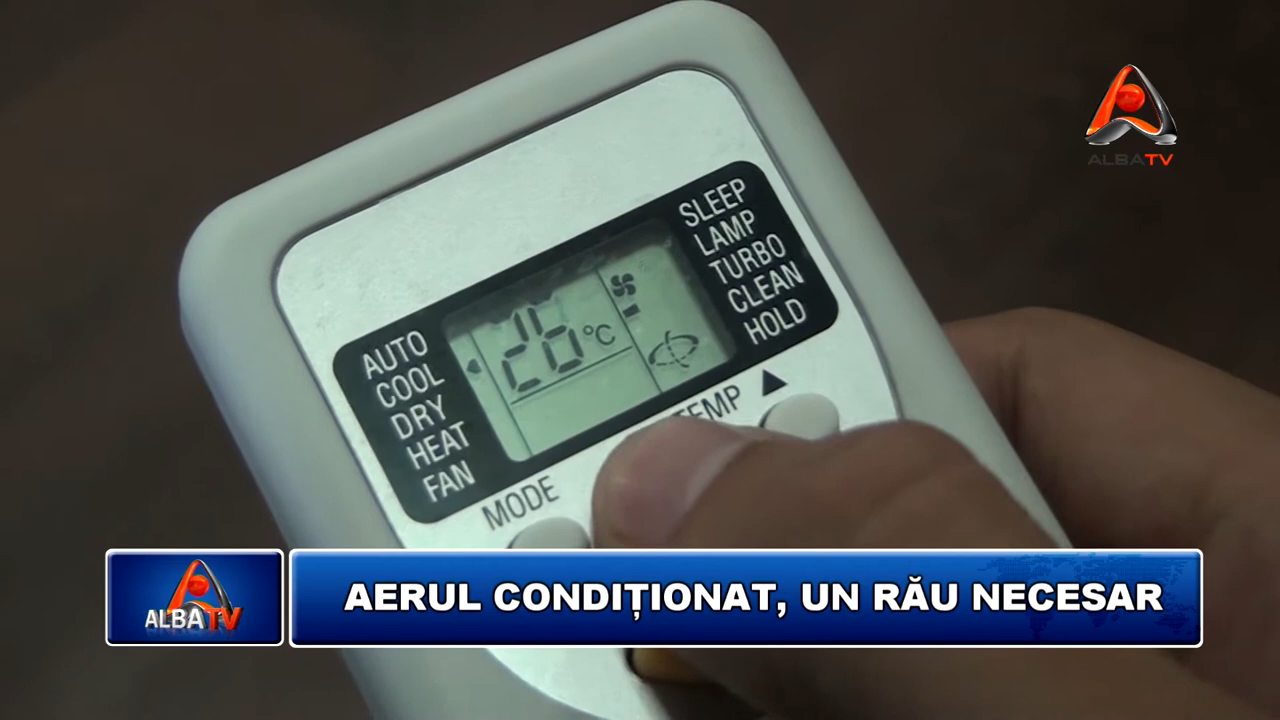 ALBATV
SLEEP
LAMP
TURBO
CLEAN
HOLD
AUTO
COOL
DRY
HEAT
FAN
26°C
TEMP
MODE
ALBATV
AERUL CONDIȚIONAT, UN RĂU NECESAR